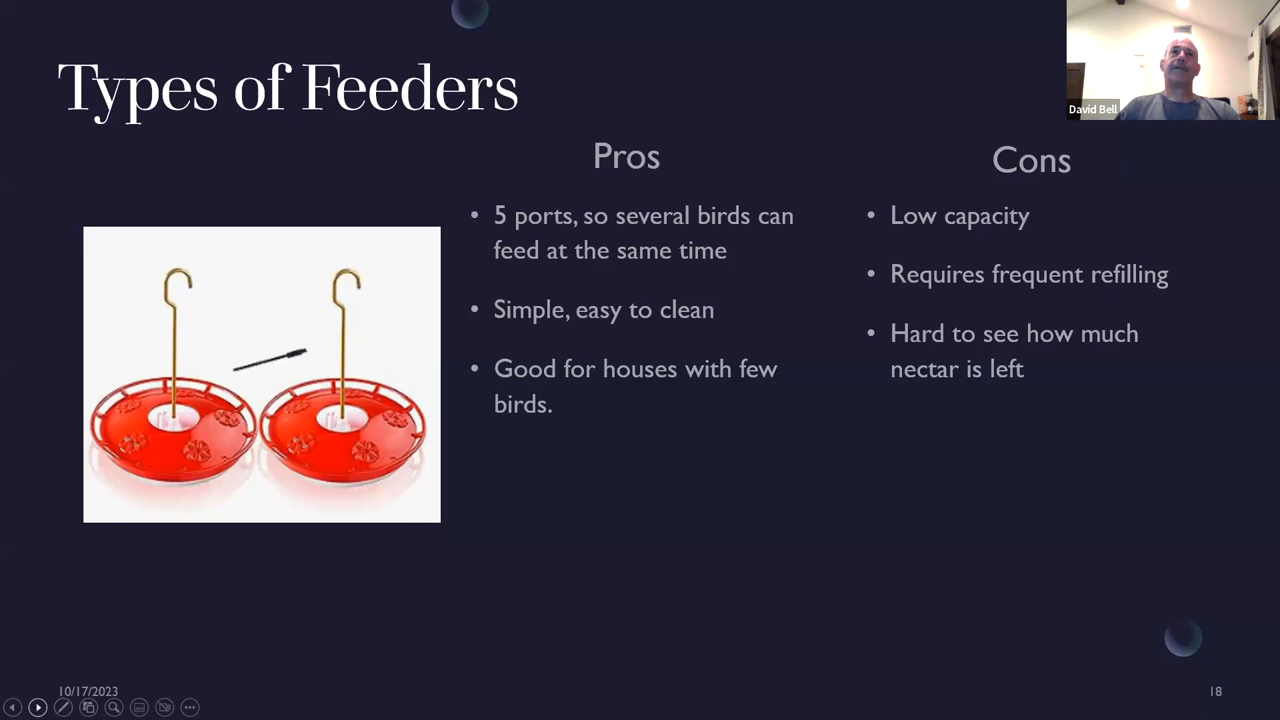 Types of Feeders
David Bell
Pros
• 5 ports, so several birds can
feed at the same time
• Simple, easy to clean
• Good for houses with few
birds.
Cons
• Low capacity
• Requires frequent refilling
• Hard to see how much
nectar is left
10/17/2023
18